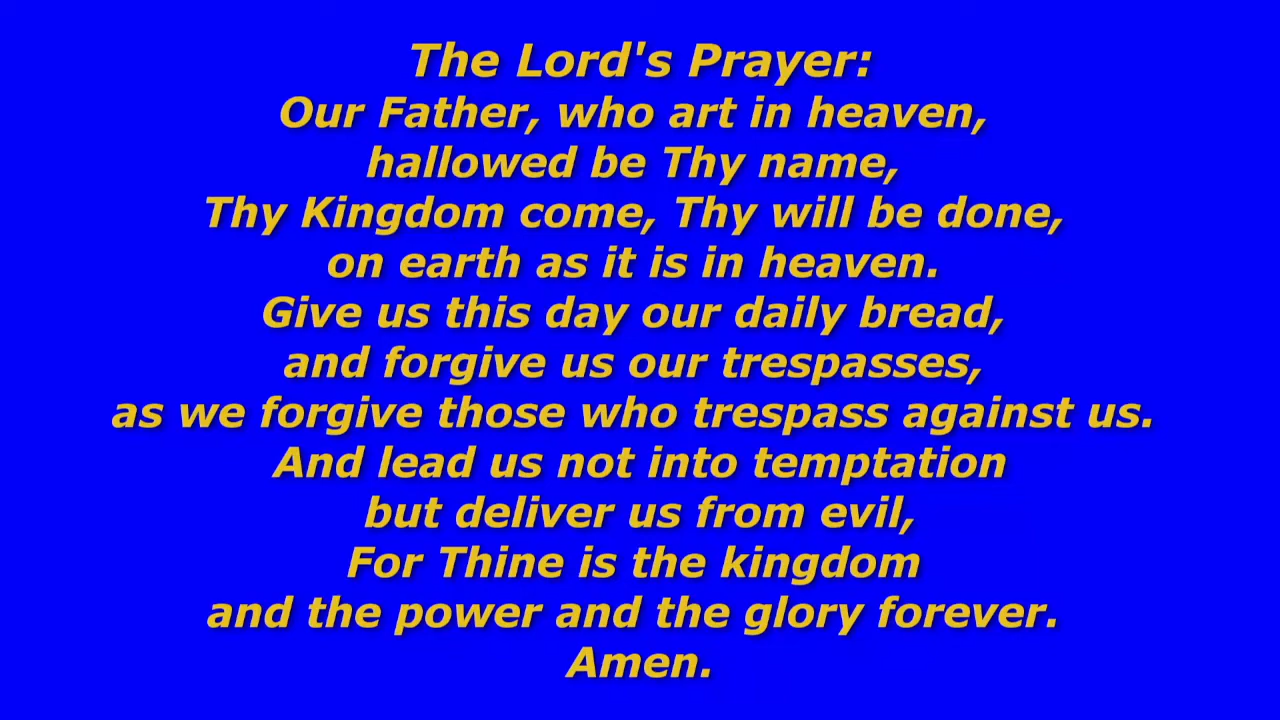 The Lord's Prayer:
Our Father, who art in heaven,
hallowed be Thy name,
Thy Kingdom come, Thy will be done,
on earth as it is in heaven.
Give us this day our daily bread,
and forgive us our trespasses,
as we forgive those who trespass against us.
And lead us not into temptation
but deliver us from evil,
For Thine is the kingdom
and the power and the glory forever.
Amen.